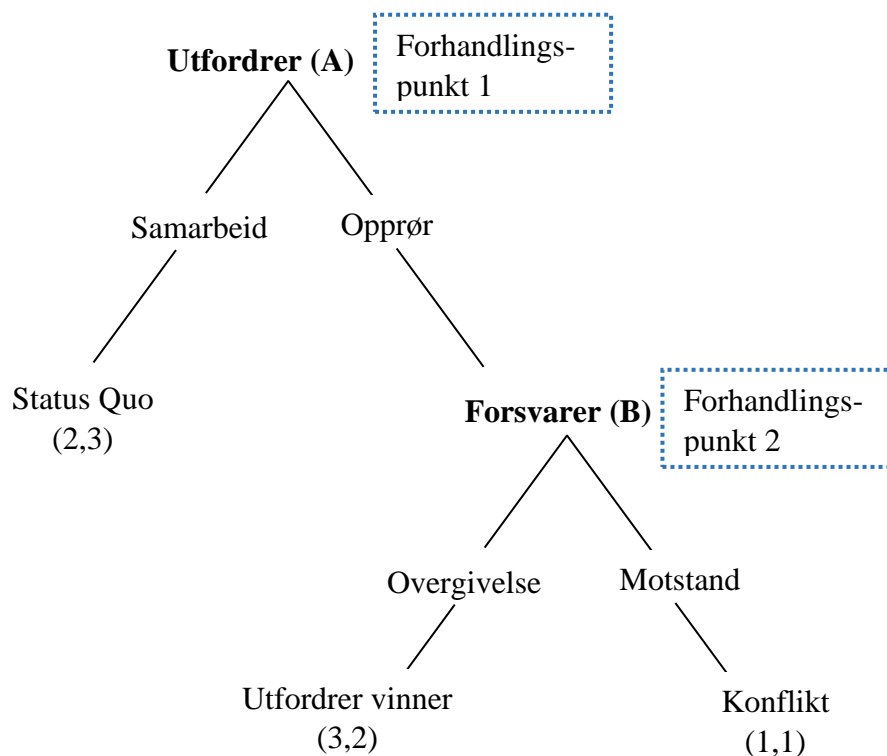 Utfordrer (A)
Forhandlings-
punkt 1
Samarbeid
Opprør
Status Quo
(2,3)
Forsvarer (B)
Forhandlings-
punkt 2
Overgivelse
Motstand
Utfordrer vinner
(3,2)
Konflikt
(1,1)